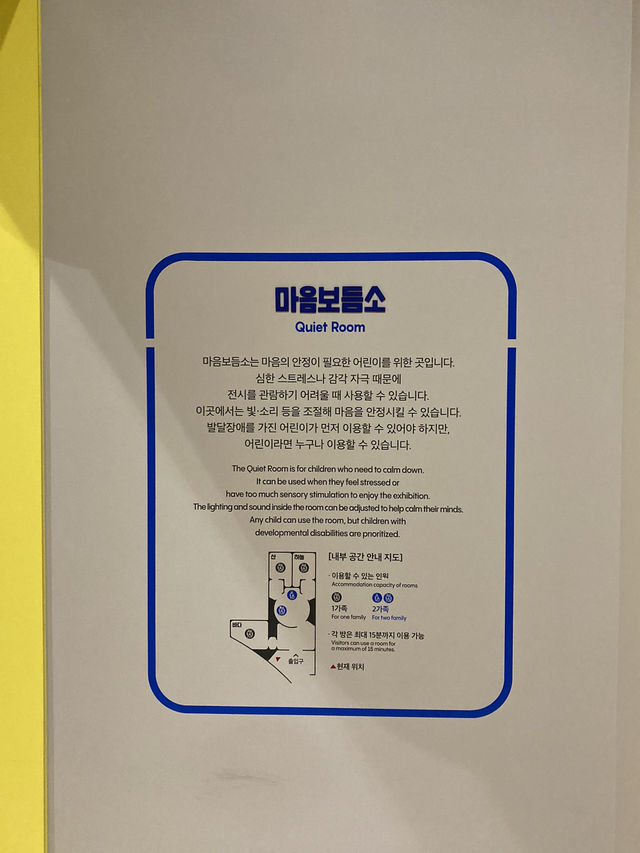 마음보듬소
Quiet Room
마음보듬소는 마음의 안정이 필요한 어린이를 위한 곳입니다.
심한 스트레스나 감각 자극 때문에
전시를 관람하기 어려울 때 사용할 수 있습니다.
이곳에서는 빛·소리 등을 조절해 마음을 안정시킬 수 있습니다.
발달장애를 가진 어린이가 먼저 이용할 수 있어야 하지만,
어린이라면 누구나 이용할 수 있습니다.
The Quiet Room is for children who need to calm down.
It can be used when they feel stressed or
have too much sensory stimulation to enjoy the exhibition.
The lighting and sound inside the room can be adjusted to help calm their minds.
Any child can use the room, but children with
developmental disabilities are prioritized.
산
하늘
바다
출입구
[내부 공간 안내 지도]
· 이용할 수 있는 인원
Accommodation capacity of rooms
1가족
For one family
2가족
For two family
· 각 방은 최대 15분까지 이용 가능
Visitors can use a room for
a maximum of 15 minutes.
▲현재 위치